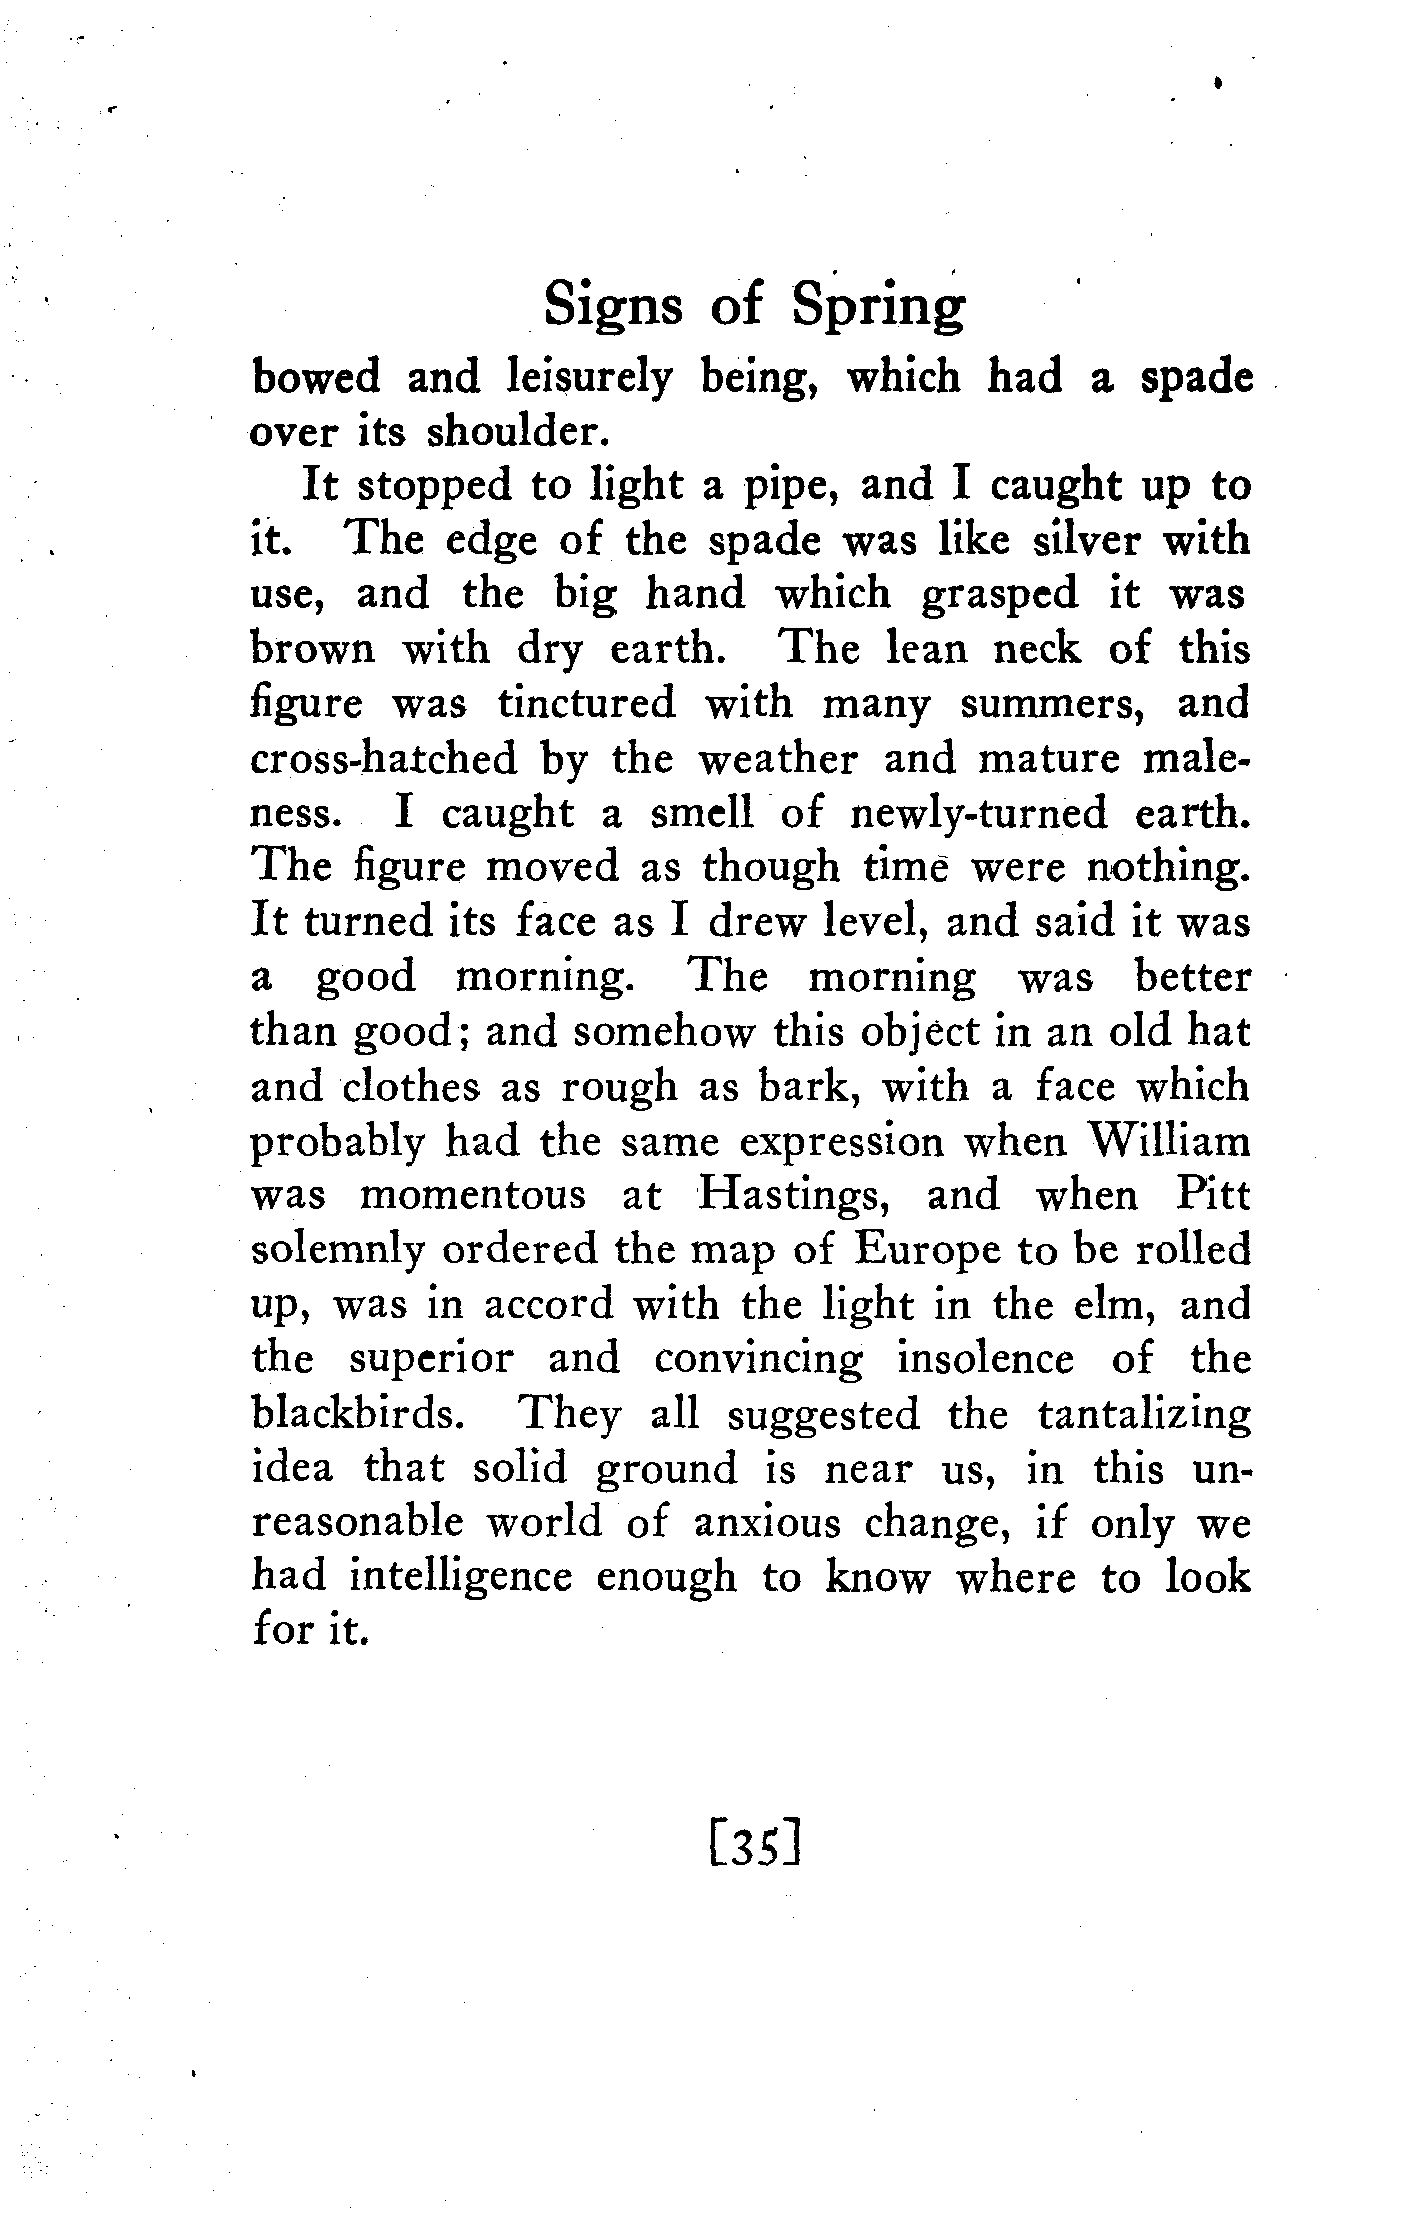 Signs of Spring
bowed and leisurely being, which had a spade
over its shoulder.
It stopped to light a pipe, and I caught up to
it. The edge of the spade was like silver with
use, and the big hand which grasped it was
brown with dry earth. The lean neck of this
figure was tinctured with many summers, and
cross-hatched by the weather and mature male-
ness. I caught a smell of newly-turned earth.
The figure moved as though time were nothing.
It turned its face as I drew level, and said it was
a good morning. The morning was better
than good; and somehow this object in an old hat
and clothes as rough as bark, with a face which
probably had the same expression when William
was momentous at Hastings, and when Pitt
solemnly ordered the map of Europe to be rolled
up, was in accord with the light in the elm, and
the superior and convincing insolence of the
blackbirds. They all suggested the tantalizing
idea that solid ground is near us, in this un-
reasonable world of anxious change, if only we
had intelligence enough to know where to look
for it.
[35]